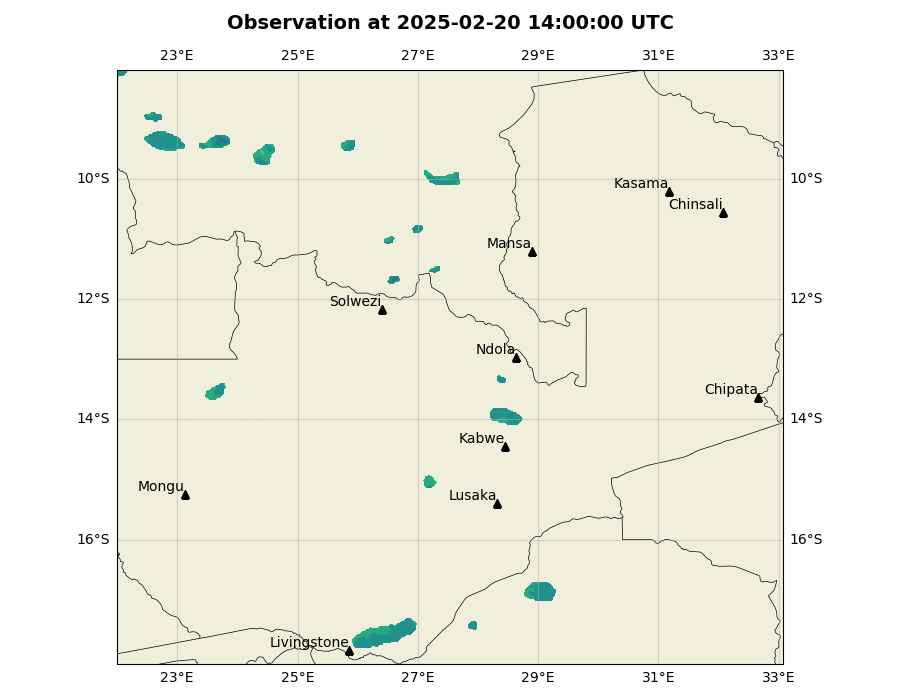 Observation at 2025-02-20 14:00:00 UTC
23°E 25°E 27°E 29°E 31°E 33°E
10°S 10°S
Kasama
Chinsali
Mansa
12°S 12°S
Solwezi
Ndola
Chipata
14°S 14°S
Kabwe
Mongu
Lusaka
16°S 16°S
Livingstone
23°E 25°E 27°E 29°E 31°E 33°E